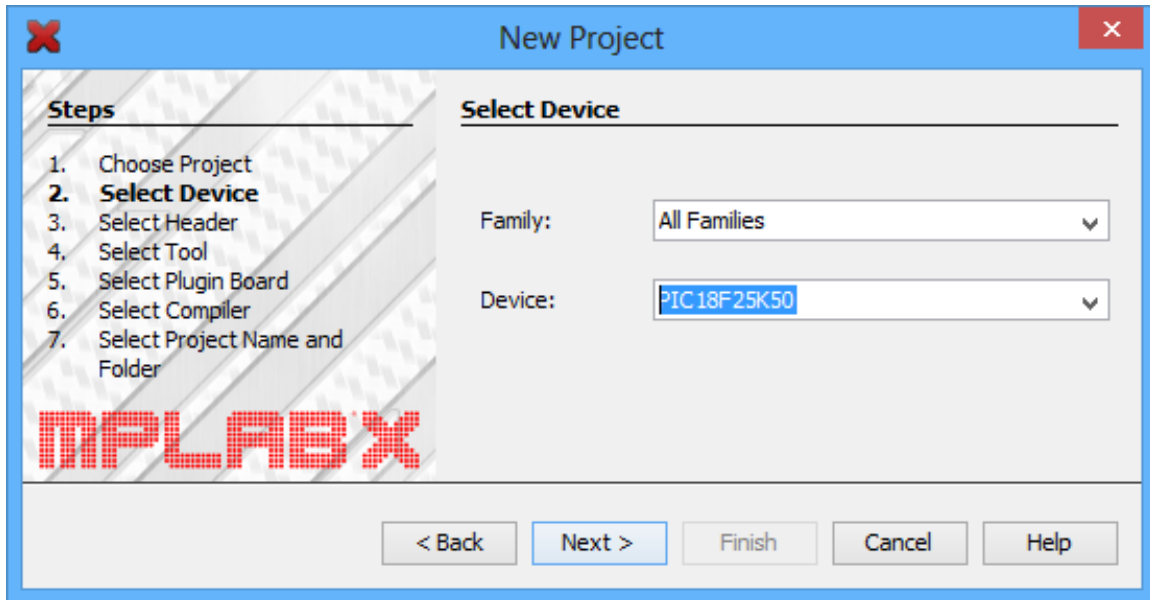 New Project
Steps
1. Choose Project
2. Select Device
3. Select Header
4. Select Tool
5. Select Plugin Board
6. Select Compiler
7. Select Project Name and
Folder
MPLAB X
Select Device
Family: All Families
Device: PIC18F25K50
< Back Next > Finish Cancel Help